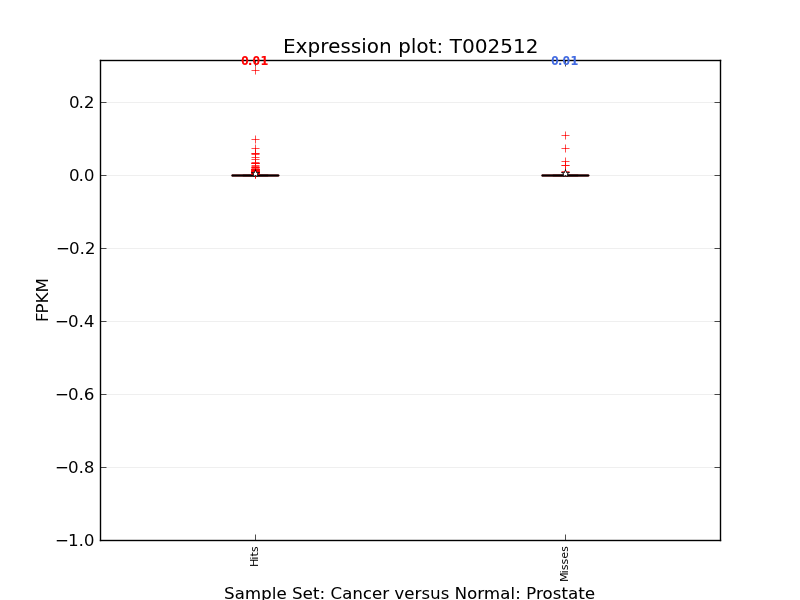 Expression plot: T002512
0.01 0.01
0.2
0.0
−0.2
−0.4
−0.6
−0.8
−1.0
FPKM
Hits Misses
Sample Set: Cancer versus Normal: Prostate